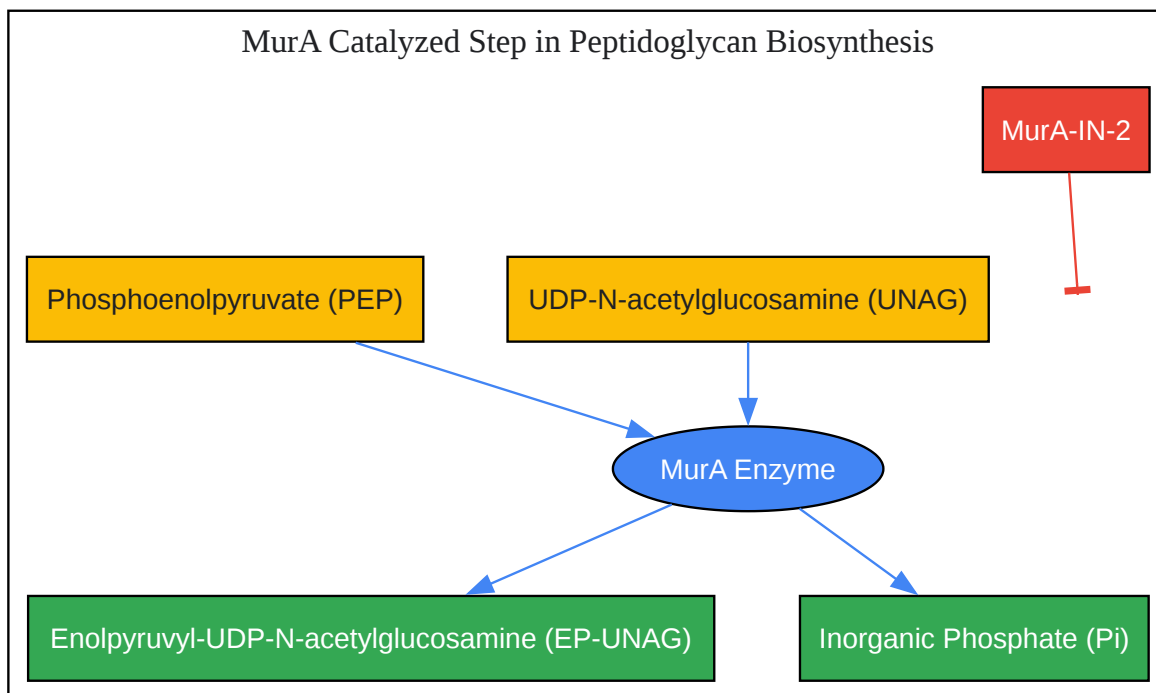 MurA Catalyzed Step in Peptidoglycan Biosynthesis
MurA-IN-2
Phosphoenolpyruvate (PEP)
UDP-N-acetylglucosamine (UNAG)
MurA Enzyme
Enolpyruvyl-UDP-N-acetylglucosamine (EP-UNAG)
Inorganic Phosphate (Pi)